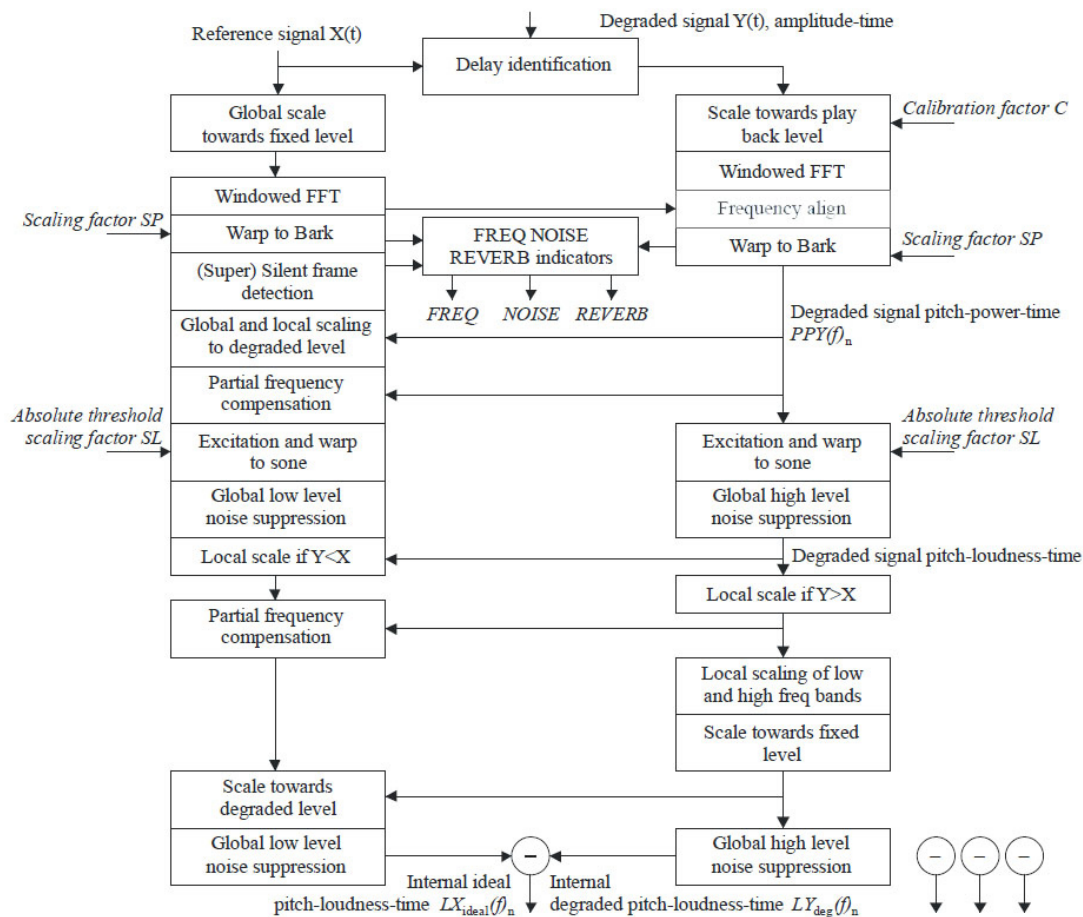 Degraded signal Y(t), amplitude-time
Reference signal X(t)
Delay identification
Global scale
towards fixed level
Scale towards play
back level
Calibration factor C
Windowed FFT
Windowed FFT
Frequency align
Scaling factor SP
Warp to Bark
FREQ NOISE
REVERB indicators
Warp to Bark
Scaling factor SP
(Super) Silent frame
detection
FREQ NOISE REVERB
Global and local scaling
to degraded level
Degraded signal pitch-power-time
PPY(f)n
Partial frequency
compensation
Absolute threshold
scaling factor SL
Excitation and warp
to sone
Excitation and warp
to sone
Absolute threshold
scaling factor SL
Global low level
noise suppression
Global high level
noise suppression
Local scale if Y<X
Degraded signal pitch-loudness-time
Local scale if Y>X
Partial frequency
compensation
Local scaling of low
and high freq bands
Scale towards fixed
level
Scale towards
degraded level
Global low level
noise suppression
Global high level
noise suppression
− − − −
Internal ideal
pitch-loudness-time LXideal(f)n
Internal
degraded pitch-loudness-time LYdeg(f)n